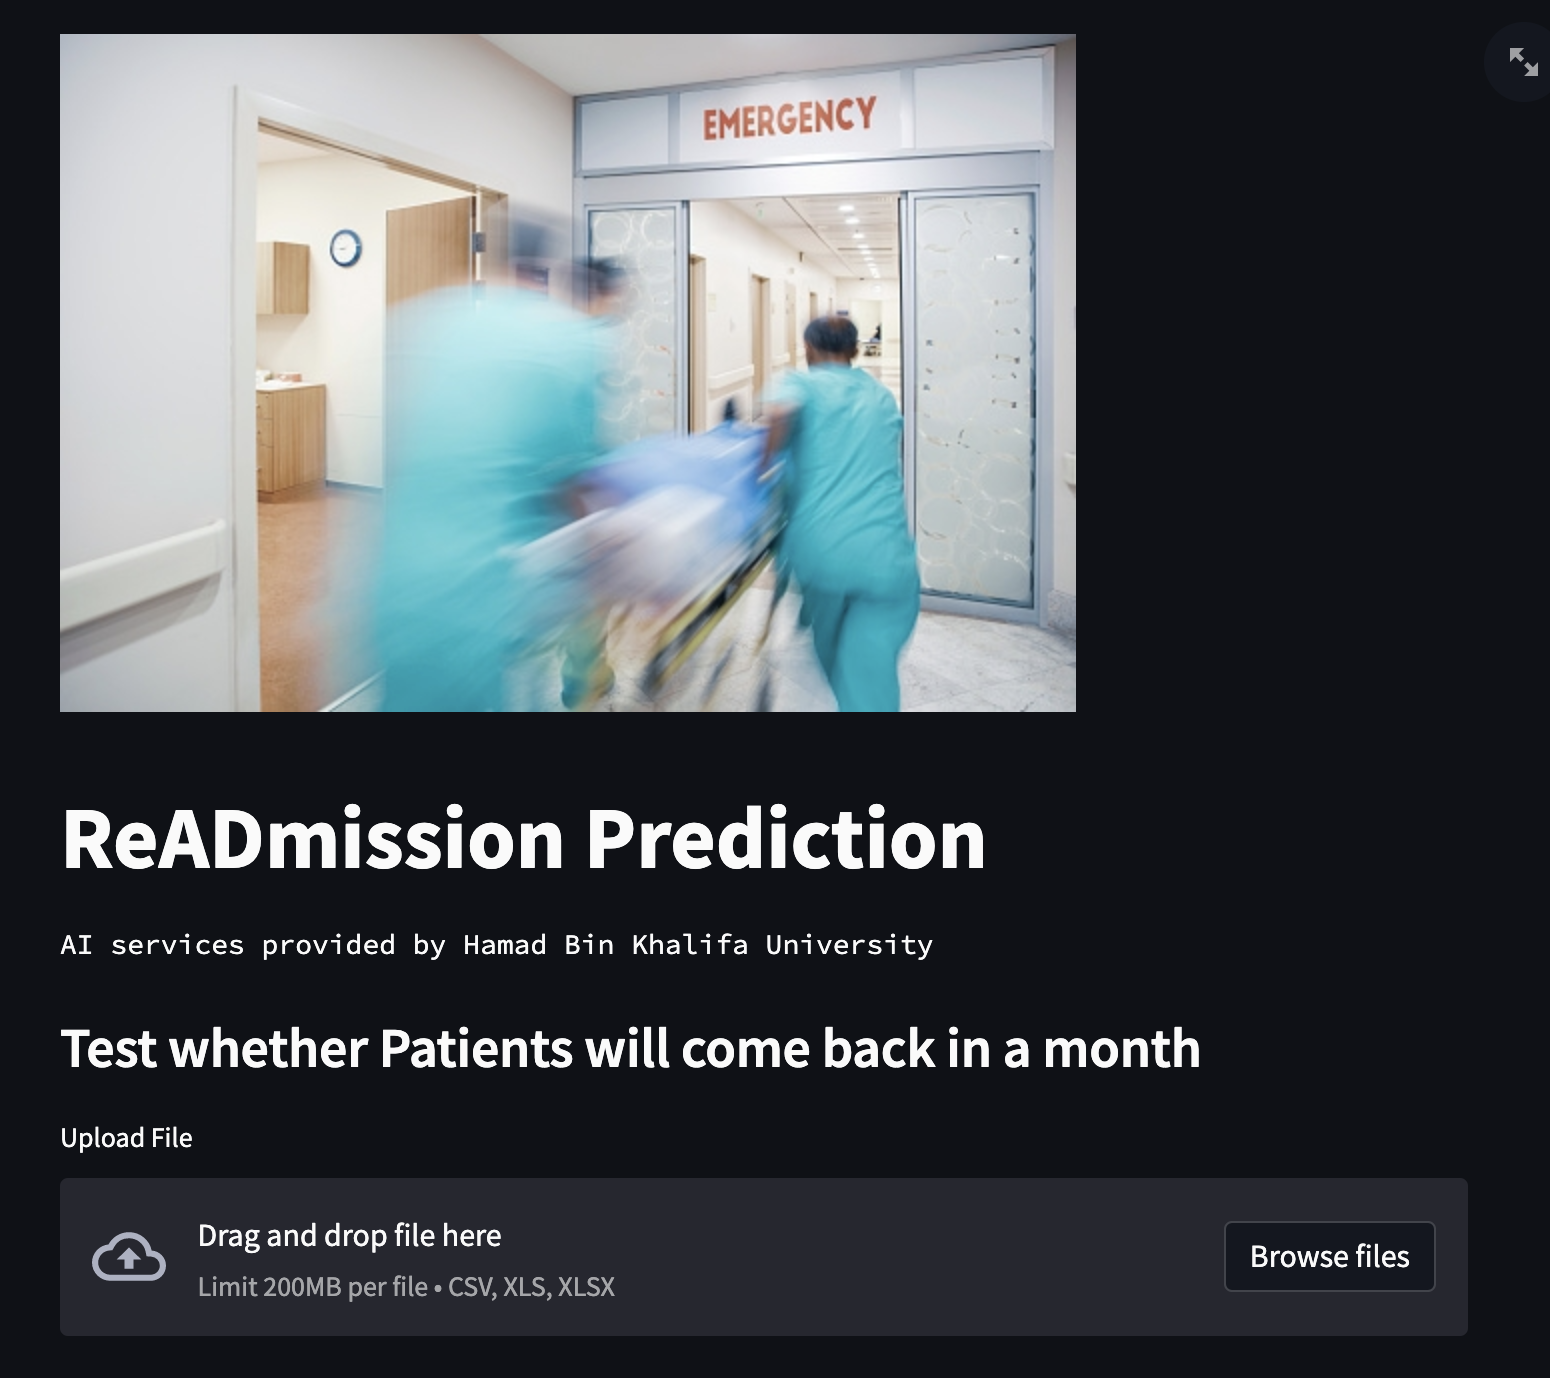 EMERGENCY
ReADmission Prediction
AI services provided by Hamad Bin Khalifa University
Test whether Patients will come back in a month
Upload File
Drag and drop file here
Limit 200MB per file • CSV, XLS, XLSX
Browse files